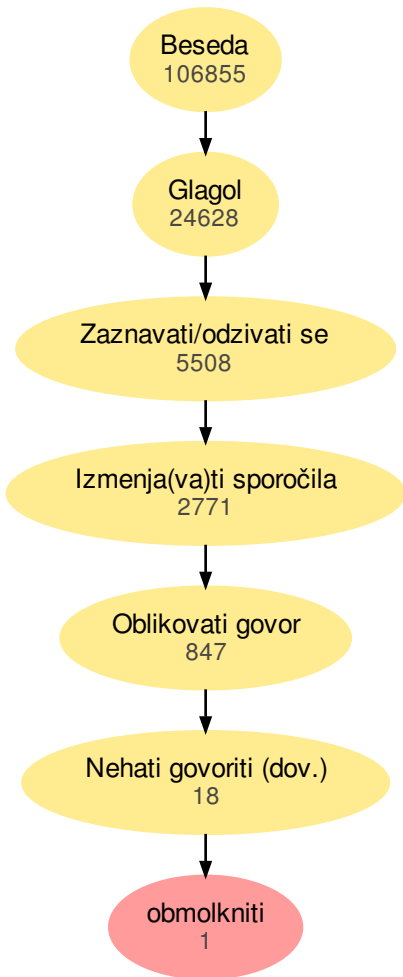 Beseda
106855
Glagol
24628
Zaznavati/odzivati se
5508
Izmenja(va)ti sporočila
2771
Oblikovati govor
847
Nehati govoriti (dov.)
18
obmolkniti
1